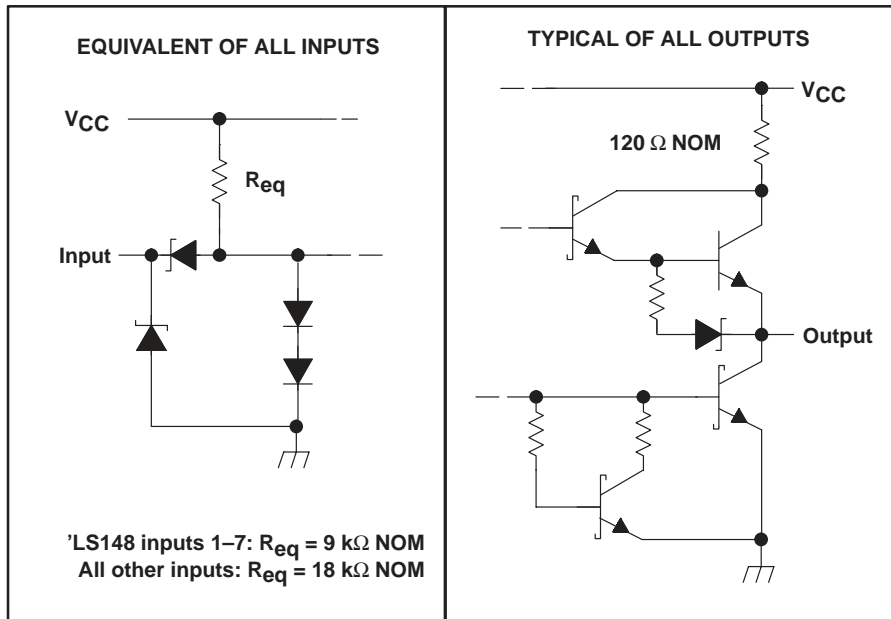 EQUIVALENT OF ALL INPUTS
VCC
Req
Input
'LS148 inputs 1–7: Req = 9 kΩ NOM
All other inputs: Req = 18 kΩ NOM
TYPICAL OF ALL OUTPUTS
VCC
120 Ω NOM
Output